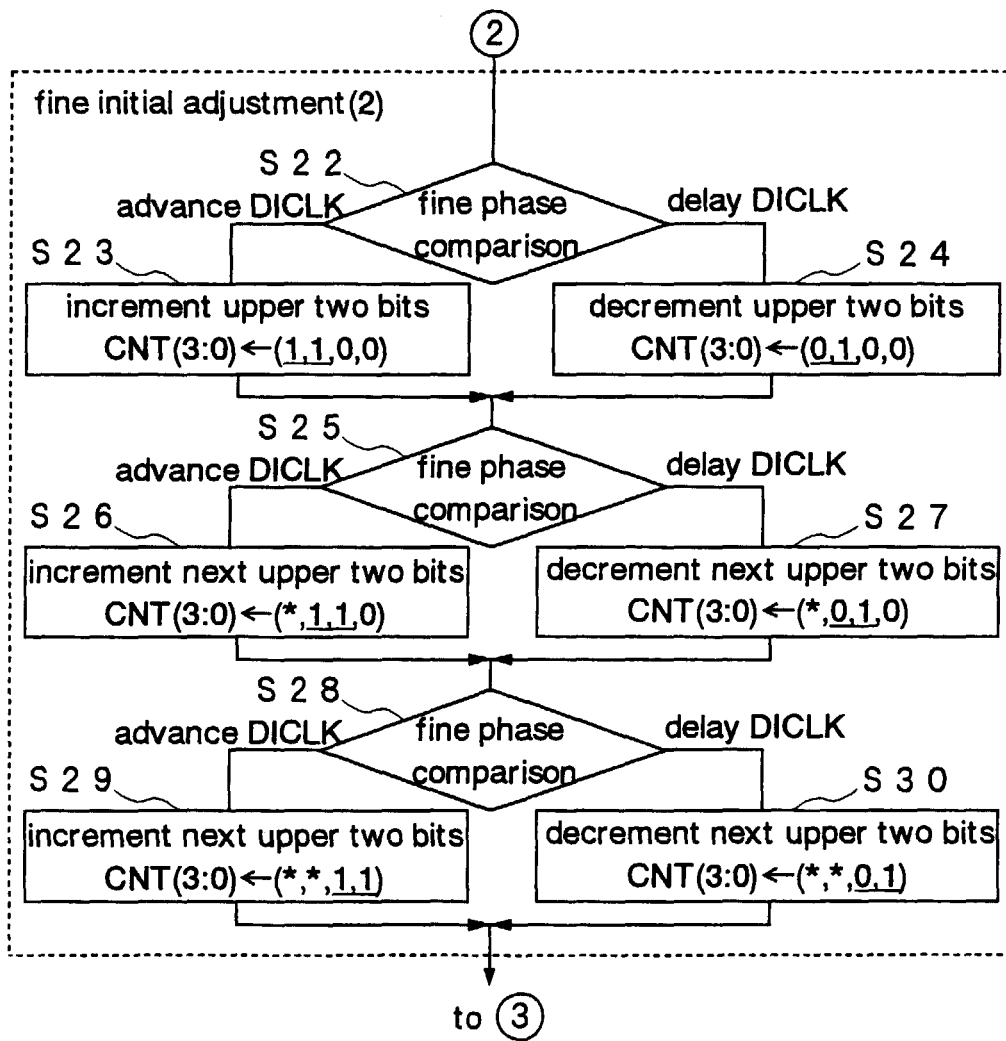 2
fine initial adjustment(2)
S 2 2
advance DICLK
fine phase
comparison
delay DICLK
S 2 3
increment upper two bits
CNT(3:0)←(1,1,0,0)
S 2 4
decrement upper two bits
CNT(3:0)←(0,1,0,0)
S 2 5
advance DICLK
fine phase
comparison
delay DICLK
S 2 6
increment next upper two bits
CNT(3:0)←(*,1,1,0)
S 2 7
decrement next upper two bits
CNT(3:0)←(*,0,1,0)
S 2 8
advance DICLK
fine phase
comparison
delay DICLK
S 2 9
increment next upper two bits
CNT(3:0)←(*,*,1,1)
S 3 0
decrement next upper two bits
CNT(3:0)←(*,*,0,1)
to 3